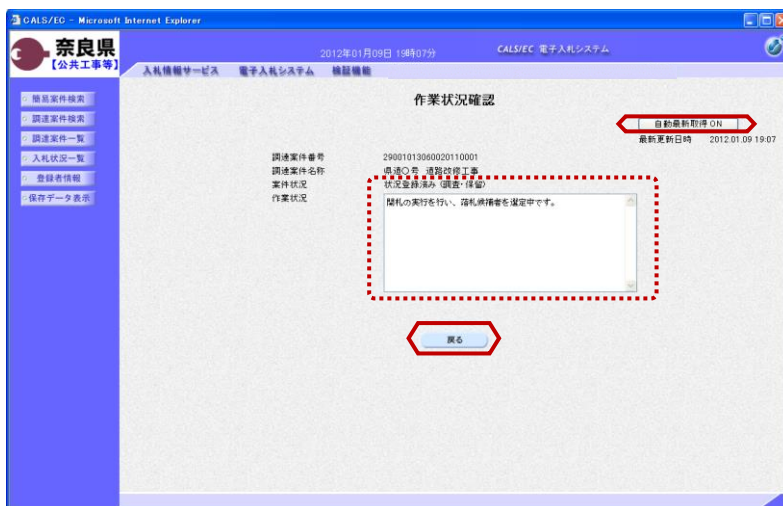 CALS/EC - Microsoft Internet Explorer
奈良県
【公共工事等】
2012年01月09日 19時07分
CALS/EC 電子入札システム
入札情報サービス 電子入札システム 検証機能
簡易案件検索
調達案件検索
調達案件一覧
入札状況一覧
登録者情報
保存データ表示
作業状況確認
自動最新取得 ON
最新更新日時 2012.01.09 19:07
調達案件番号 29001013060020110001
調達案件名称 県道〇号 道路改修工事
案件状況 状況登録済み (調査・保留)
作業状況 開札の実行を行い、落札候補者を選定中です。
戻る